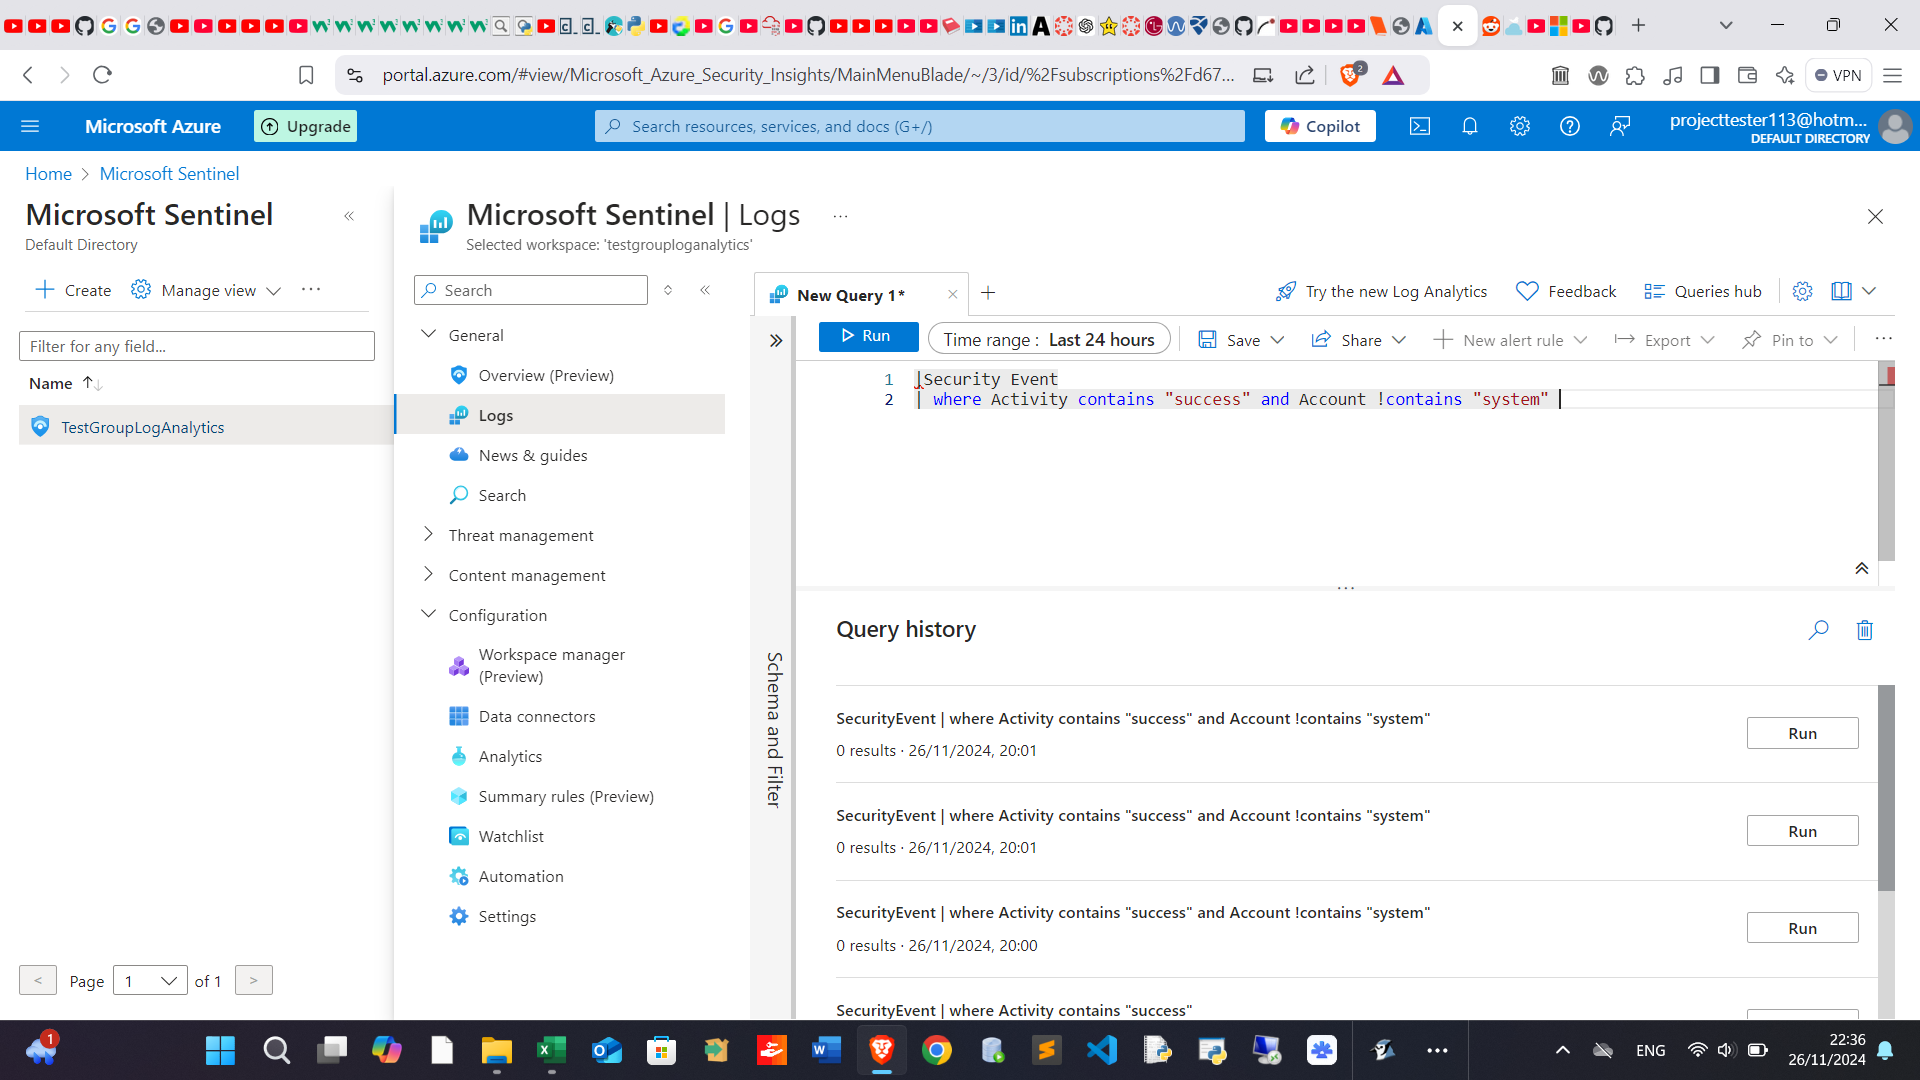 portal.azure.com/#view/Microsoft_Azure_Security_Insights/MainMenuBlade/~/3/id/%2Fsubscriptions%2Fd67...
2
VPN
Microsoft Azure
Upgrade
Search resources, services, and docs (G+/)
Copilot
projecttester113@hotm...
DEFAULT DIRECTORY
Home > Microsoft Sentinel
Microsoft Sentinel
Default Directory
Create
Manage view
Filter for any field...
Name
TestGroupLogAnalytics
< Page 1 of 1 >
Microsoft Sentinel | Logs
Selected workspace: 'testgrouploganalytics'
Search
General
Overview (Preview)
Logs
News & guides
Search
Threat management
Content management
Configuration
Workspace manager
(Preview)
Data connectors
Analytics
Summary rules (Preview)
Watchlist
Automation
Settings
New Query 1*
Try the new Log Analytics
Feedback
Queries hub
Run
Time range : Last 24 hours
Save
Share
New alert rule
Export
Pin to
Schema and Filter
1 |Security Event
2 | where Activity contains "success" and Account !contains "system"
Query history
SecurityEvent | where Activity contains "success" and Account !contains "system"
0 results · 26/11/2024, 20:01
Run
SecurityEvent | where Activity contains "success" and Account !contains "system"
0 results · 26/11/2024, 20:01
Run
SecurityEvent | where Activity contains "success" and Account !contains "system"
0 results · 26/11/2024, 20:00
Run
SecurityEvent | where Activity contains "success"
1
ENG
22:36
26/11/2024